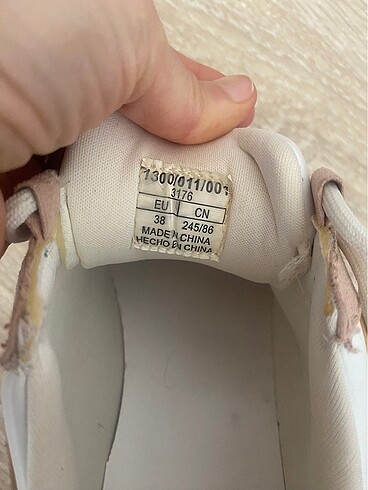 1300/011/001
3176
EU CN
38 245/86
MADE IN CHINA
HECHO EN CHINA